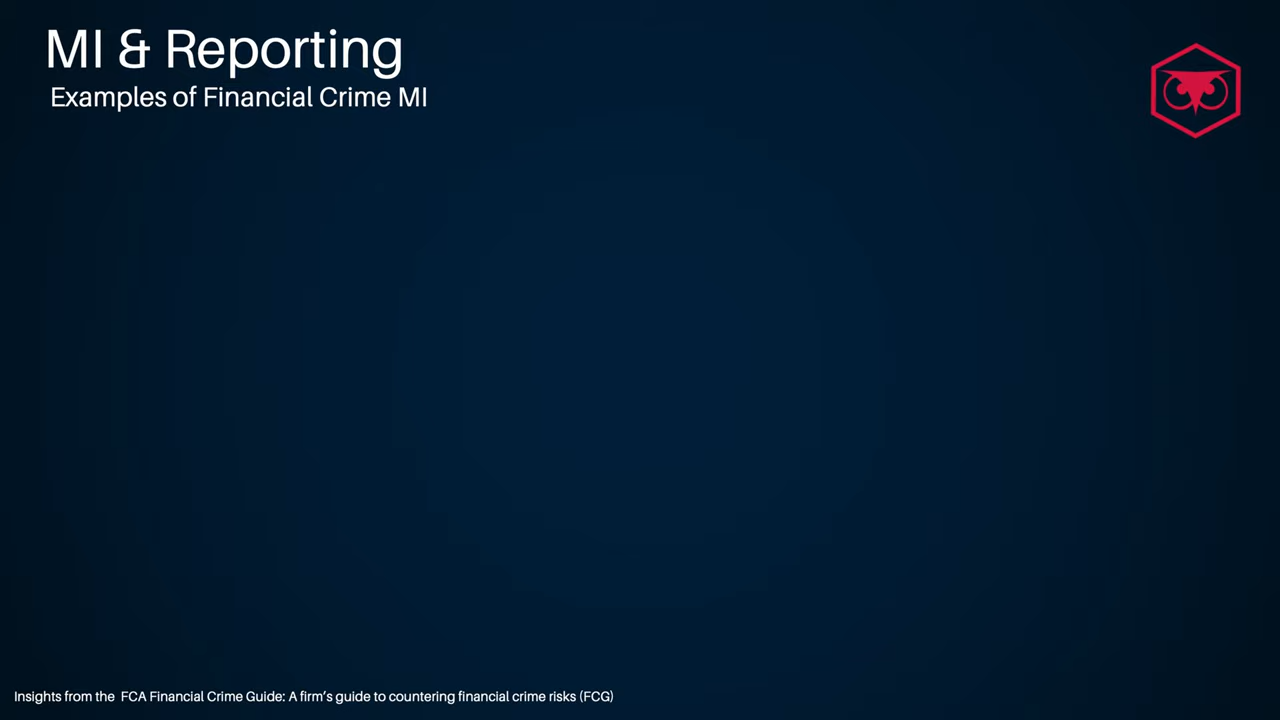 MI & Reporting
Examples of Financial Crime MI
Insights from the FCA Financial Crime Guide: A firm's guide to countering financial crime risks (FCG)